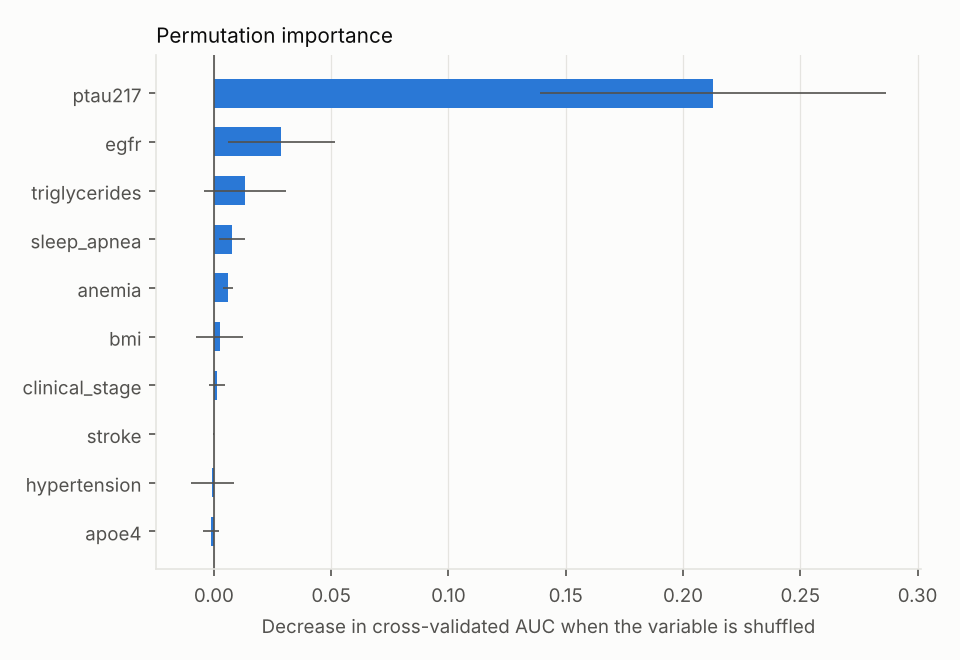 Permutation importance
ptau217
egfr
triglycerides
sleep_apnea
anemia
bmi
clinical_stage
stroke
hypertension
apoe4
0.00 0.05 0.10 0.15 0.20 0.25 0.30
Decrease in cross-validated AUC when the variable is shuffled